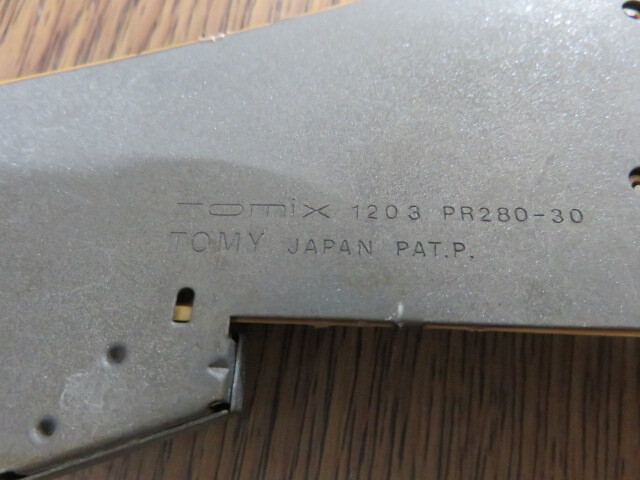 TOMIX 1203 PR280-30
TOMY JAPAN PAT.P.